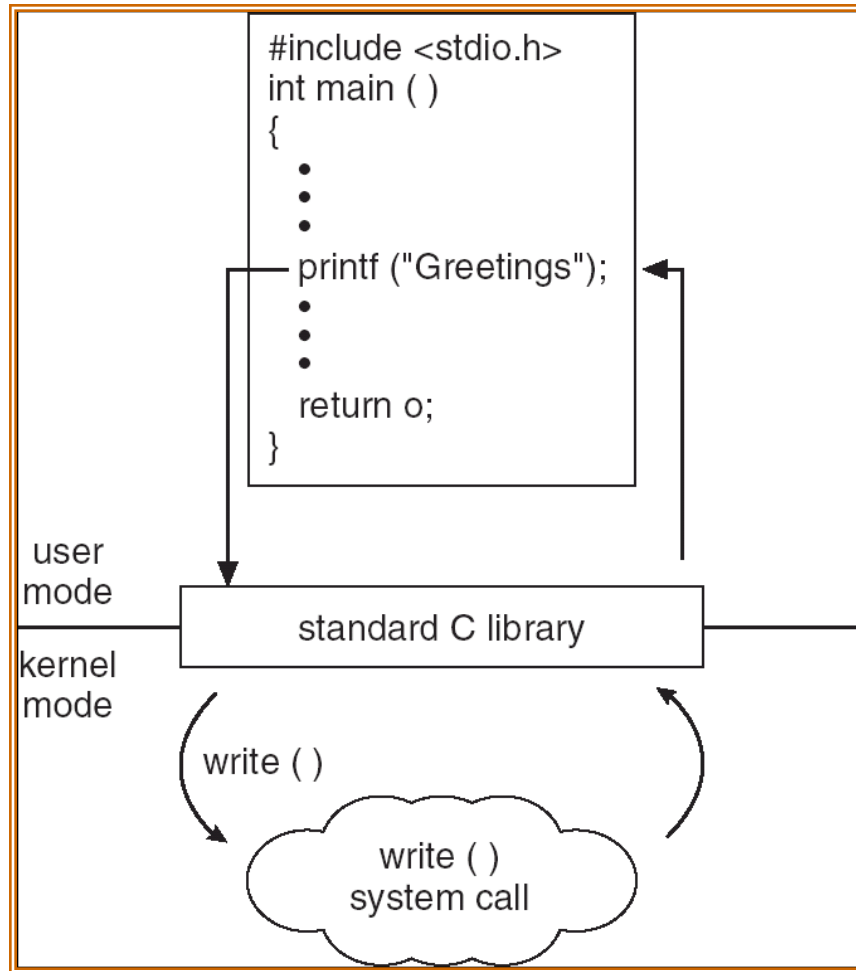 #include <stdio.h>
int main ( )
{
•
•
•
printf ("Greetings");
•
•
•
return o;
}
user
mode
standard C library
kernel
mode
write ( )
write ( )
system call